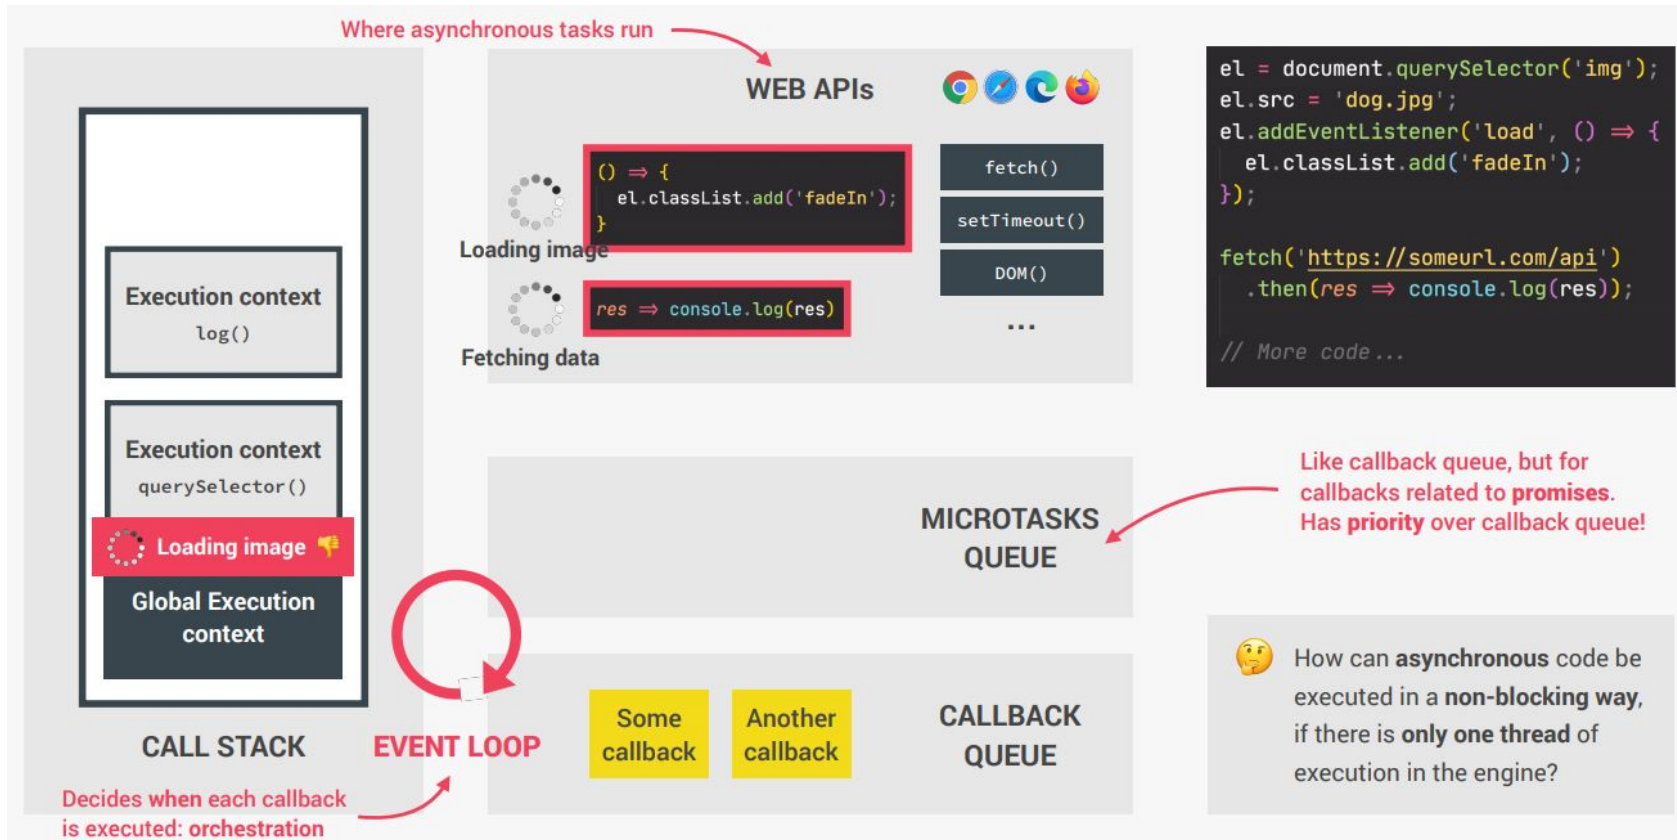 Where asynchronous tasks run
WEB APIs
() ⇒ {
el.classList.add('fadeIn');
}
Loading image
res ⇒ console.log(res)
Fetching data
fetch()
setTimeout()
DOM()
...
el = document.querySelector('img');
el.src = 'dog.jpg';
el.addEventListener('load', () ⇒ {
el.classList.add('fadeIn');
});
fetch('https://someurl.com/api')
.then(res ⇒ console.log(res));
// More code...
Execution context
log()
Execution context
querySelector()
Loading image 👎
Global Execution
context
CALL STACK
EVENT LOOP
Decides when each callback
is executed: orchestration
MICROTASKS
QUEUE
Like callback queue, but for
callbacks related to promises.
Has priority over callback queue!
Some
callback
Another
callback
CALLBACK
QUEUE
🤔 How can asynchronous code be
executed in a non-blocking way,
if there is only one thread of
execution in the engine?